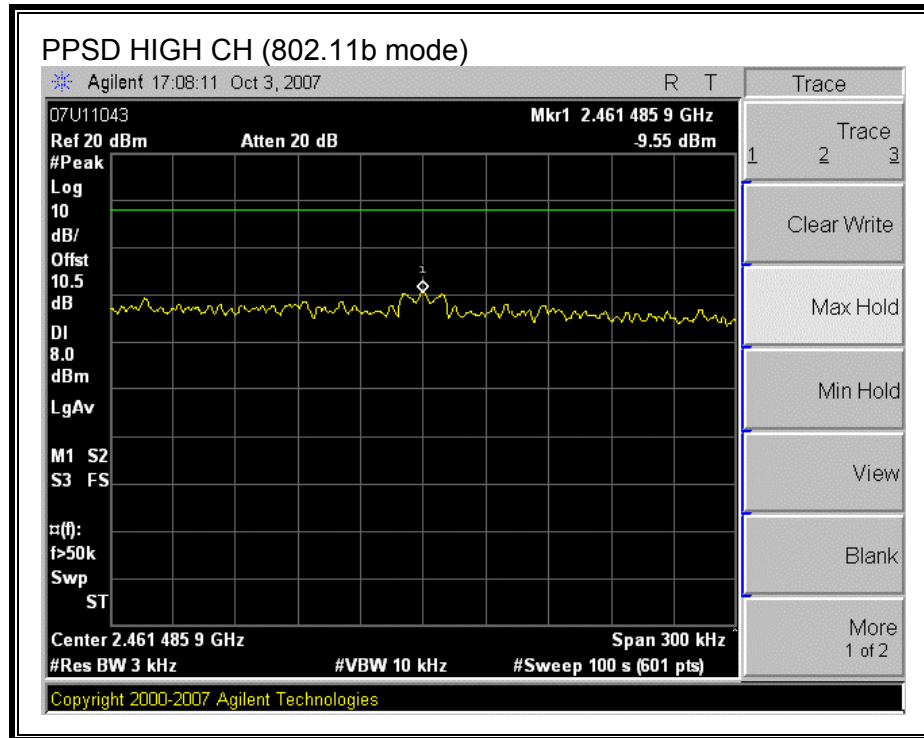 PPSD HIGH CH (802.11b mode)
Agilent 17:08:11 Oct 3, 2007 R T
07U11043 Mkr1 2.461 485 9 GHz
Ref 20 dBm Atten 20 dB -9.55 dBm
#Peak
Log
10
dB/
Offst
10.5
dB
DI
8.0
dBm
LgAv
M1 S2
S3 FS
¤(f):
f>50k
Swp
ST
1
Center 2.461 485 9 GHz Span 300 kHz
#Res BW 3 kHz #VBW 10 kHz #Sweep 100 s (601 pts)
Copyright 2000-2007 Agilent Technologies
Trace
Trace
1 2 3
Clear Write
Max Hold
Min Hold
View
Blank
More
1 of 2